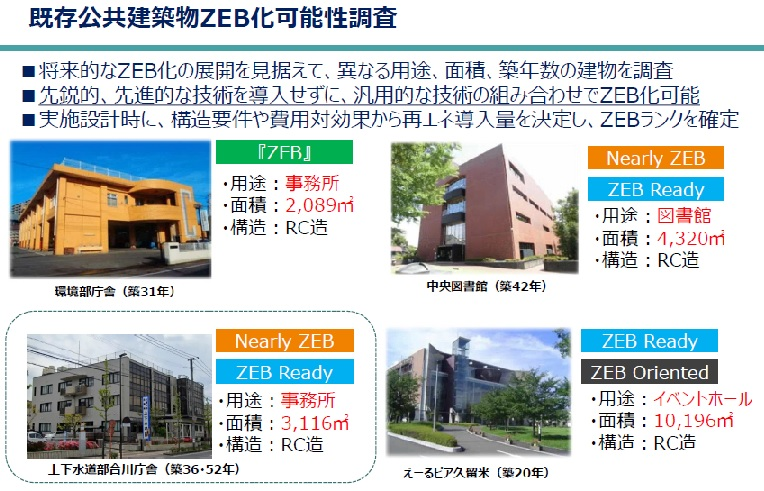 既存公共建築物ZEB化可能性調査
■将来的なZEB化の展開を見据えて、異なる用途、面積、築年数の建物を調査
■先鋭的、先進的な技術を導入せずに、汎用的な技術の組み合わせでZEB化可能
■実施設計時に、構造要件や費用対効果から再エネ導入量を決定し、ZEBランクを確定
『ZEB』
・用途：事務所
・面積：2,089㎡
・構造：RC造
環境部庁舎（築31年）
Nearly ZEB
ZEB Ready
・用途：図書館
・面積：4,320㎡
・構造：RC造
中央図書館（築42年）
Nearly ZEB
ZEB Ready
・用途：事務所
・面積：3,116㎡
・構造：RC造
上下水道部合川庁舎（築36・52年）
ZEB Ready
ZEB Oriented
・用途：イベントホール
・面積：10,196㎡
・構造：RC造
えーるピア久留米（築20年）